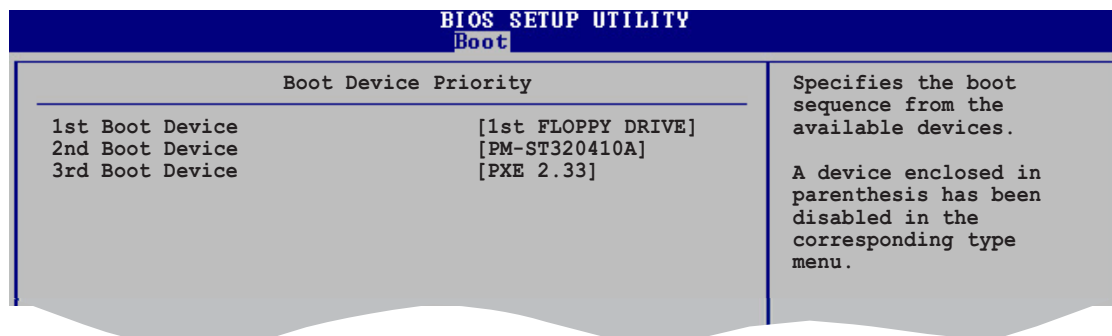 BIOS SETUP UTILITY
Boot
Boot Device Priority
1st Boot Device [1st FLOPPY DRIVE]
2nd Boot Device [PM-ST320410A]
3rd Boot Device [PXE 2.33]
Specifies the boot
sequence from the
available devices.
A device enclosed in
parenthesis has been
disabled in the
corresponding type
menu.